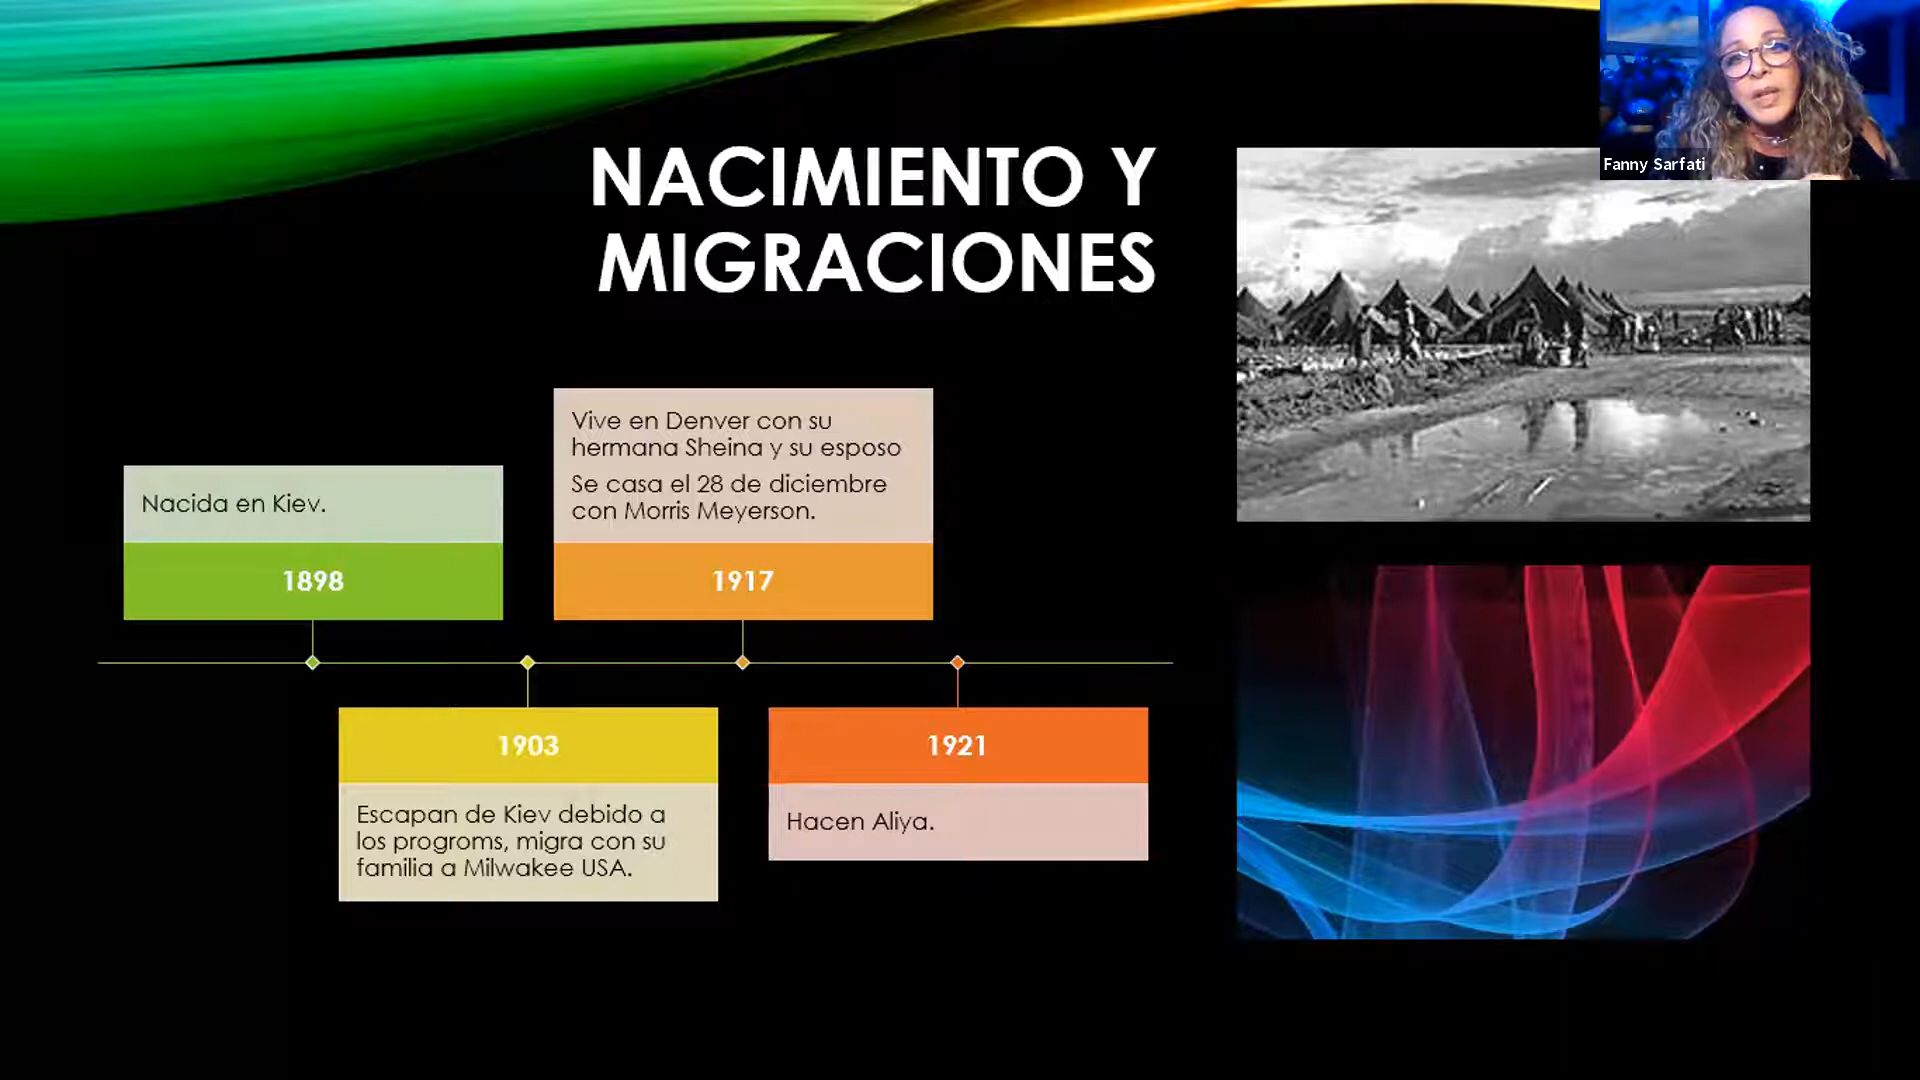 NACIMIENTO Y
MIGRACIONES
Fanny Sarfati
Nacida en Kiev.
1898
Escapan de Kiev debido a
los progroms, migra con su
familia a Milwakee USA.
1903
Vive en Denver con su
hermana Sheina y su esposo
Se casa el 28 de diciembre
con Morris Meyerson.
1917
1921
Hacen Aliya.